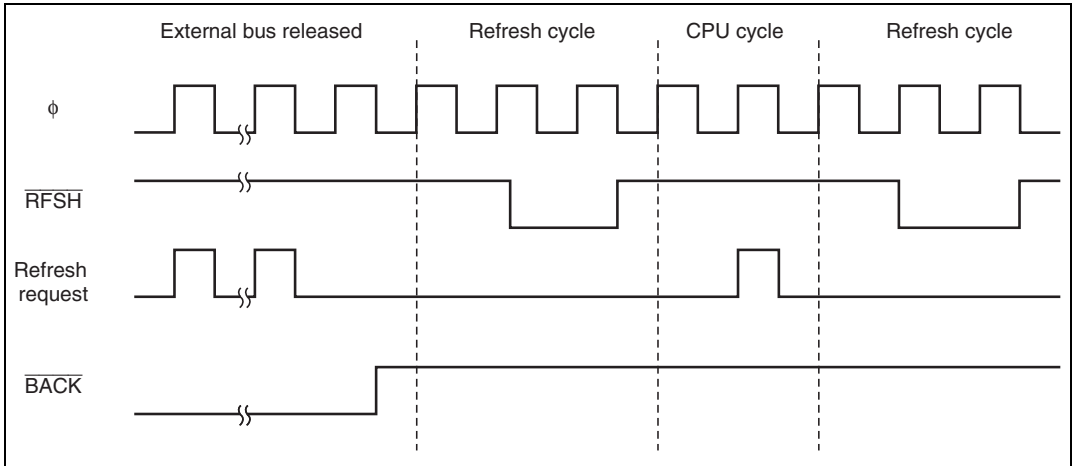 External bus released Refresh cycle CPU cycle Refresh cycle
ϕ
RFSH
Refresh
request
BACK